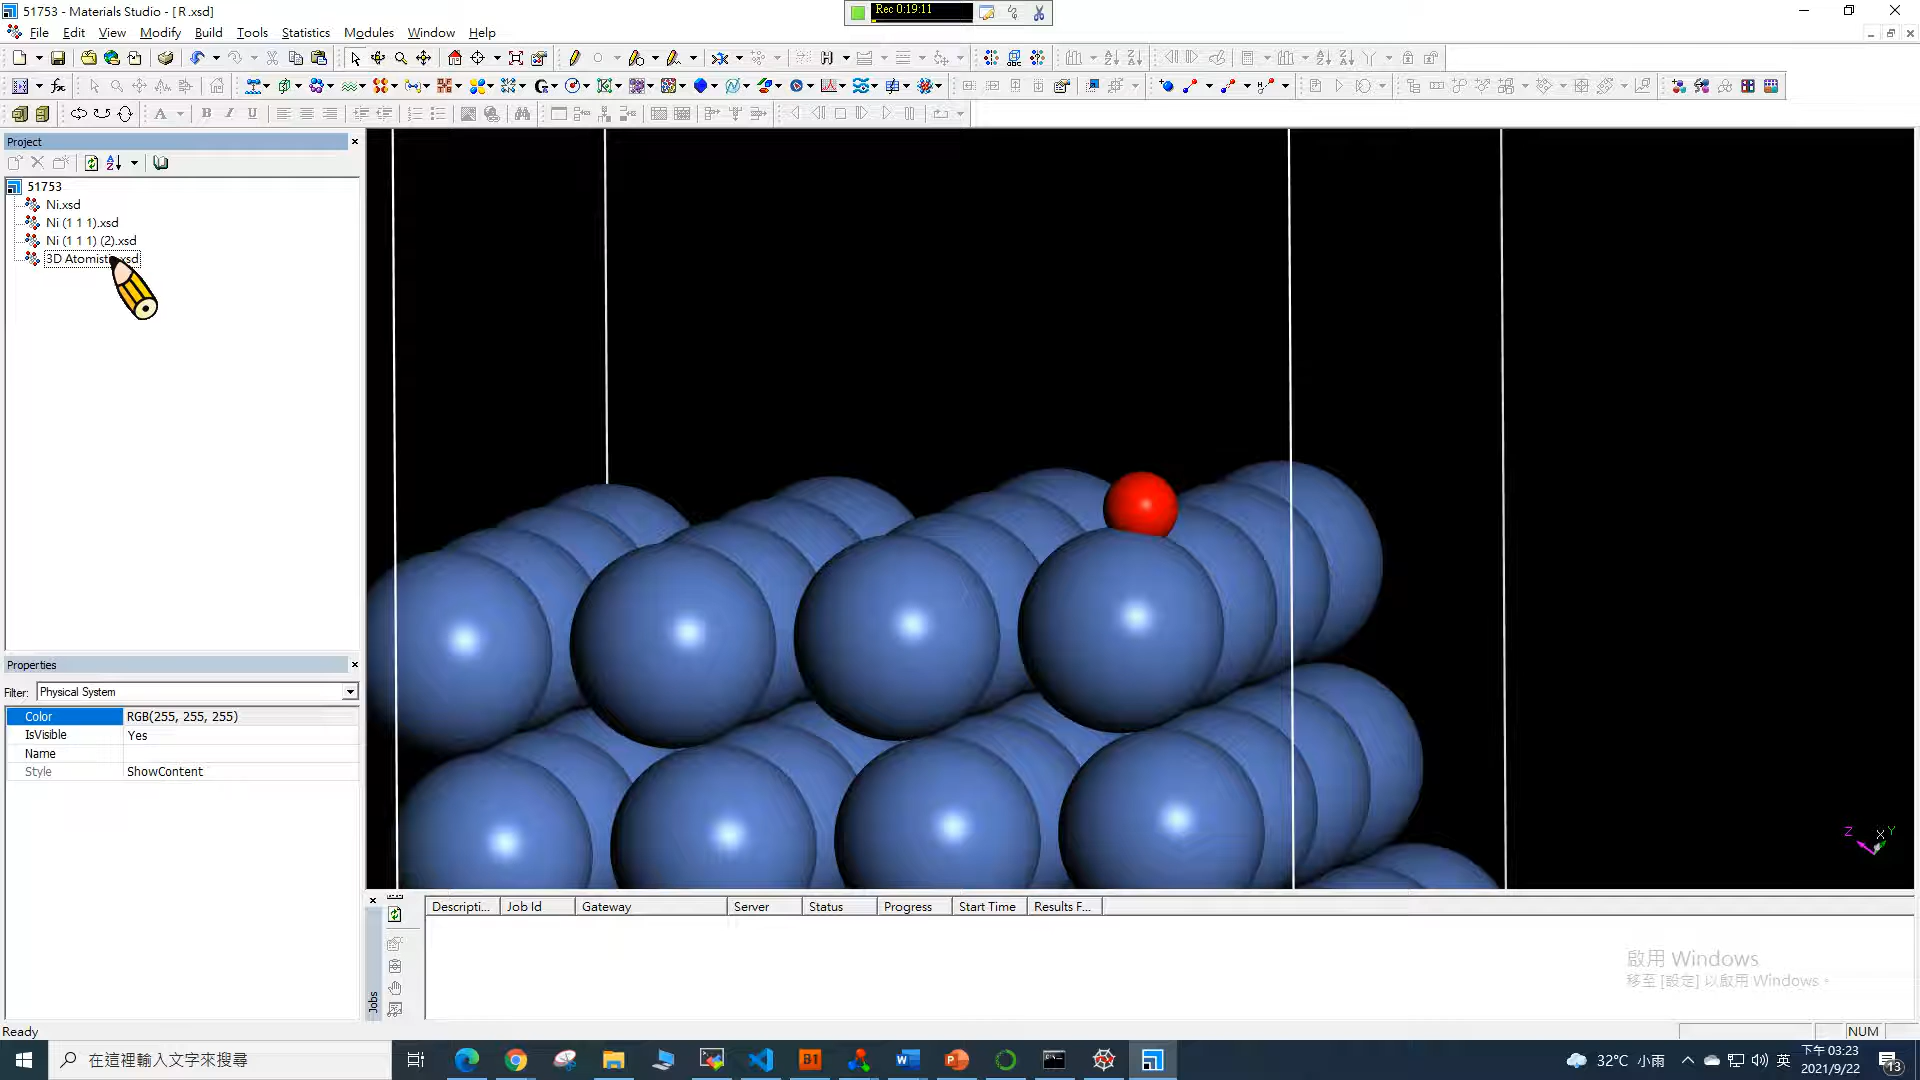 51753 - Materials Studio - [ R.xsd]
Rec 0:19:11
File Edit View Modify Build Tools Statistics Modules Window Help
Project
51753
Ni.xsd
Ni (1 1 1).xsd
Ni (1 1 1) (2).xsd
3D Atomisti xsd
Properties
Filter: Physical System
Color RGB(255, 255, 255)
IsVisible Yes
Name
Style ShowContent
Z X Y
Descripti... Job Id Gateway Server Status Progress Start Time Results F...
Jobs
啟用 Windows
移至 [設定] 以啟用 Windows。
Ready
NUM
在這裡輸入文字來搜尋
32°C 小雨
英
下午 03:23
2021/9/22
13